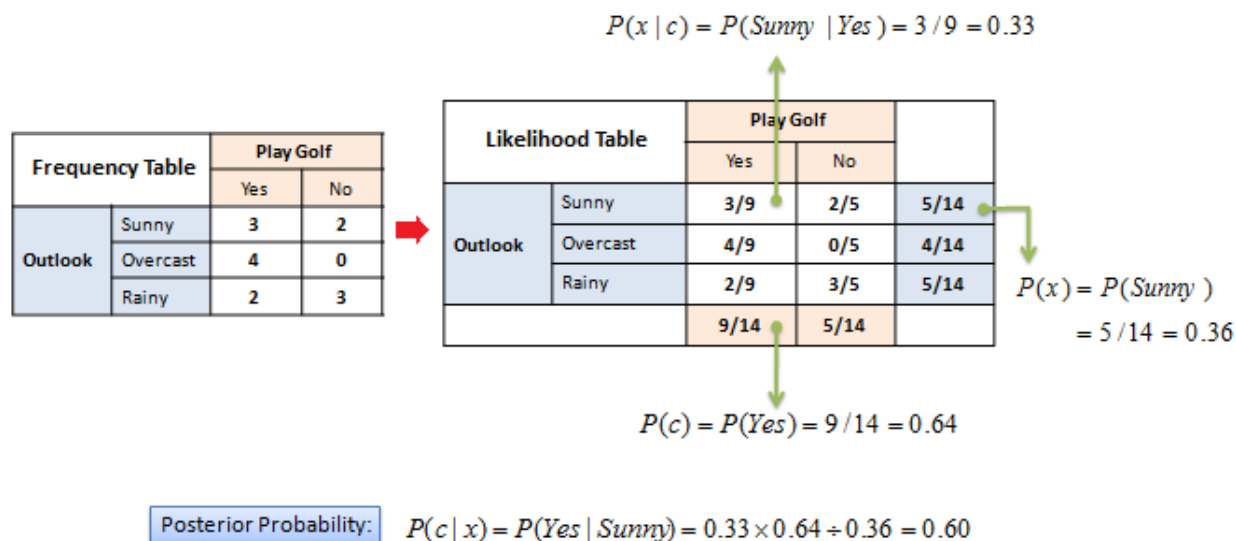 P(x | c) = P(Sunny | Yes) = 3 / 9 = 0.33
Frequency Table
Play Golf
Yes No
Outlook
Sunny 3 2
Overcast 4 0
Rainy 2 3
Likelihood Table
Play Golf
Yes No
Outlook
Sunny 3/9 2/5 5/14
Overcast 4/9 0/5 4/14
Rainy 2/9 3/5 5/14
9/14 5/14
P(x) = P(Sunny)
= 5 / 14 = 0.36
P(c) = P(Yes) = 9 / 14 = 0.64
Posterior Probability: P(c | x) = P(Yes | Sunny) = 0.33 × 0.64 ÷ 0.36 = 0.60